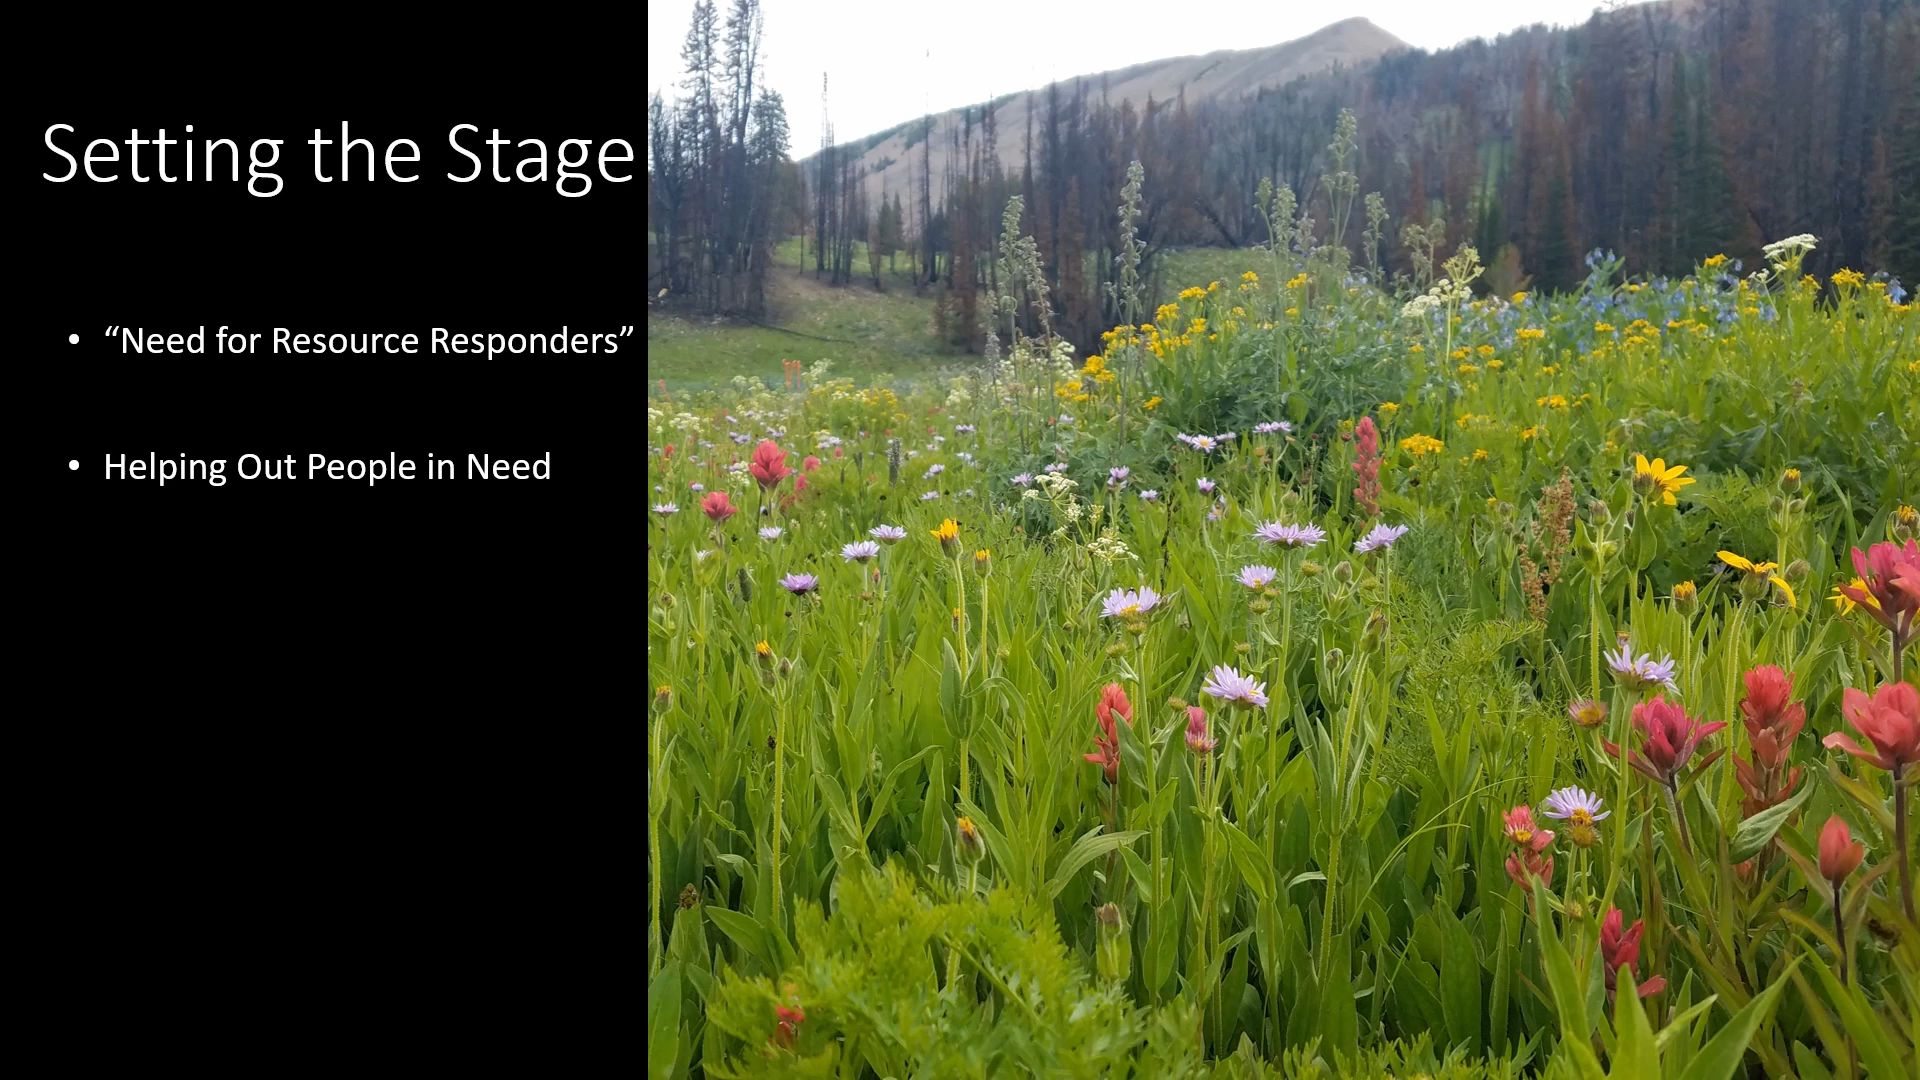 Setting the Stage
• “Need for Resource Responders”
• Helping Out People in Need